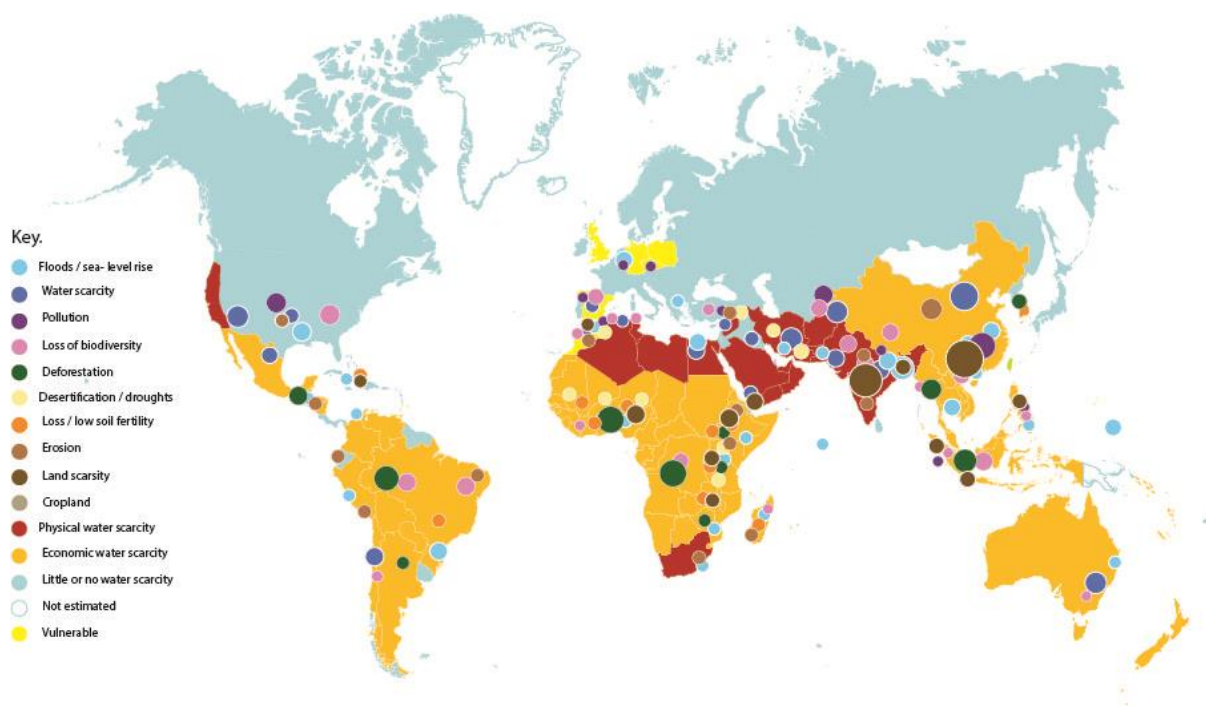 Key.
Floods / sea- level rise
Water scarcity
Pollution
Loss of biodiversity
Deforestation
Desertification / droughts
Loss / low soil fertility
Erosion
Land scarsity
Cropland
Physical water scarcity
Economic water scarcity
Little or no water scarcity
Not estimated
Vulnerable